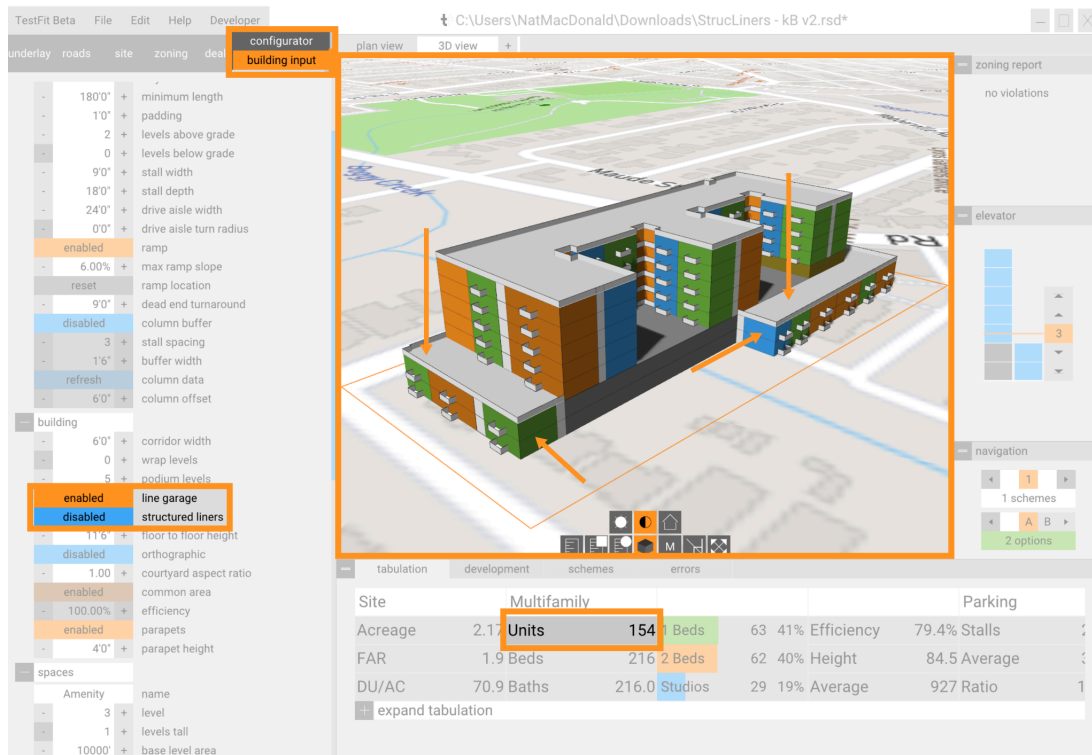 TestFit Beta File Edit Help Developer
C:\Users\NatMacDonald\Downloads\StrucLiners - kB v2.rsd*
underlay roads site zoning deal
configurator
building input
plan view 3D view +
180'0" + minimum length
- 1'0" + padding
- 2 + levels above grade
- 0 + levels below grade
- 9'0" + stall width
- 18'0" + stall depth
- 24'0" + drive aisle width
- 0'0" + drive aisle turn radius
enabled ramp
- 6.00% + max ramp slope
reset ramp location
- 9'0" + dead end turnaround
disabled column buffer
- 3 + stall spacing
- 1'6" + buffer width
refresh column data
- 6'0" + column offset
- building
- 6'0" + corridor width
- 0 + wrap levels
- 5 + podium levels
enabled line garage
disabled structured liners
- 11'6" + floor to floor height
disabled orthographic
- 1.00 + courtyard aspect ratio
enabled common area
- 100.00% + efficiency
enabled parapets
- 4'0" + parapet height
- spaces
Amenity name
- 3 + level
- 1 + levels tall
- 10000' + base level area
Boggy Creek
Maude S
Rd
M
- zoning report
no violations
- elevator
3
- navigation
1
1 schemes
A B
2 options
- tabulation development schemes errors
Site Multifamily Parking
Acreage 2.17 Units 154 1 Beds 63 41% Efficiency 79.4% Stalls
FAR 1.9 Beds 216 2 Beds 62 40% Height 84.5 Average
DU/AC 70.9 Baths 216.0 Studios 29 19% Average 927 Ratio
+ expand tabulation